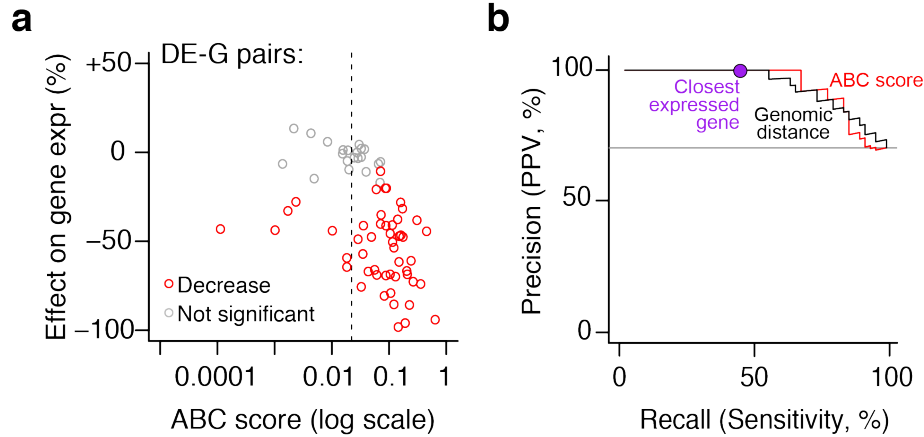 a
DE-G pairs:
Effect on gene expr (%)
+50
0
−50
−100
Decrease
Not significant
0.0001
0.01
0.1
1
ABC score (log scale)
b
Precision (PPV, %)
100
50
0
ABC score
Closest
expressed
gene
Genomic
distance
0
50
100
Recall (Sensitivity, %)